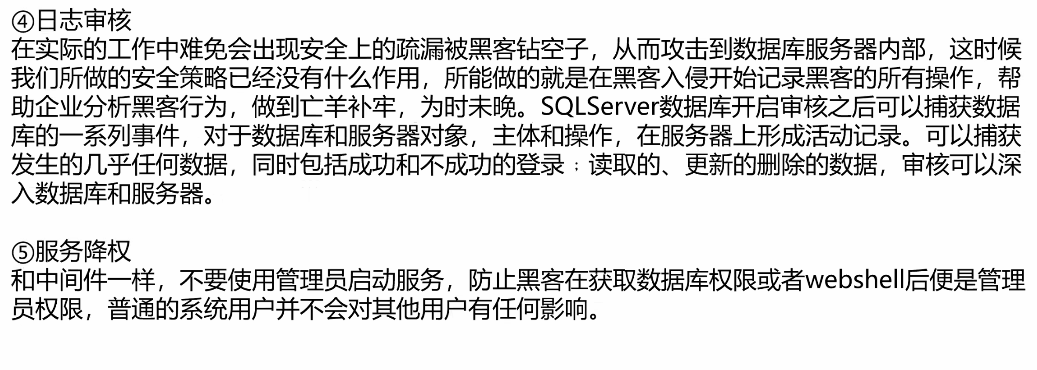 ④日志审核
在实际的工作中难免会出现安全上的疏漏被黑客钻空子，从而攻击到数据库服务器内部，这时候
我们所做的安全策略已经没有什么作用，所能做的就是在黑客入侵开始记录黑客的所有操作，帮
助企业分析黑客行为，做到亡羊补牢，为时未晚。SQLServer数据库开启审核之后可以捕获数据
库的一系列事件，对于数据库和服务器对象，主体和操作，在服务器上形成活动记录。可以捕获
发生的几乎任何数据，同时包括成功和不成功的登录﹔读取的、更新的删除的数据，审核可以深
入数据库和服务器。
⑤服务降权
和中间件一样，不要使用管理员启动服务，防止黑客在获取数据库权限或者webshell后便是管理
员权限，普通的系统用户并不会对其他用户有任何影响。